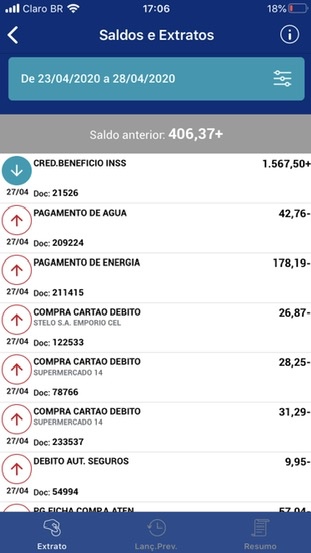 Claro BR 17:06 18%
Saldos e Extratos
De 23/04/2020 a 28/04/2020
Saldo anterior: 406,37+
CRED.BENEFICIO INSS 1.567,50+
27/04 Doc: 21526
PAGAMENTO DE AGUA 42,76-
27/04 Doc: 209224
PAGAMENTO DE ENERGIA 178,19-
27/04 Doc: 211415
COMPRA CARTAO DEBITO 26,87-
STELO S.A. EMPORIO CEL
27/04 Doc: 122533
COMPRA CARTAO DEBITO 28,25-
SUPERMERCADO 14
27/04 Doc: 78766
COMPRA CARTAO DEBITO 31,29-
SUPERMERCADO 14
27/04 Doc: 233537
DEBITO AUT. SEGUROS 9,95-
27/04 Doc: 54994
PG FICHA COMPA ATEN 57,04-
Extrato Lanç.Prev. Resumo